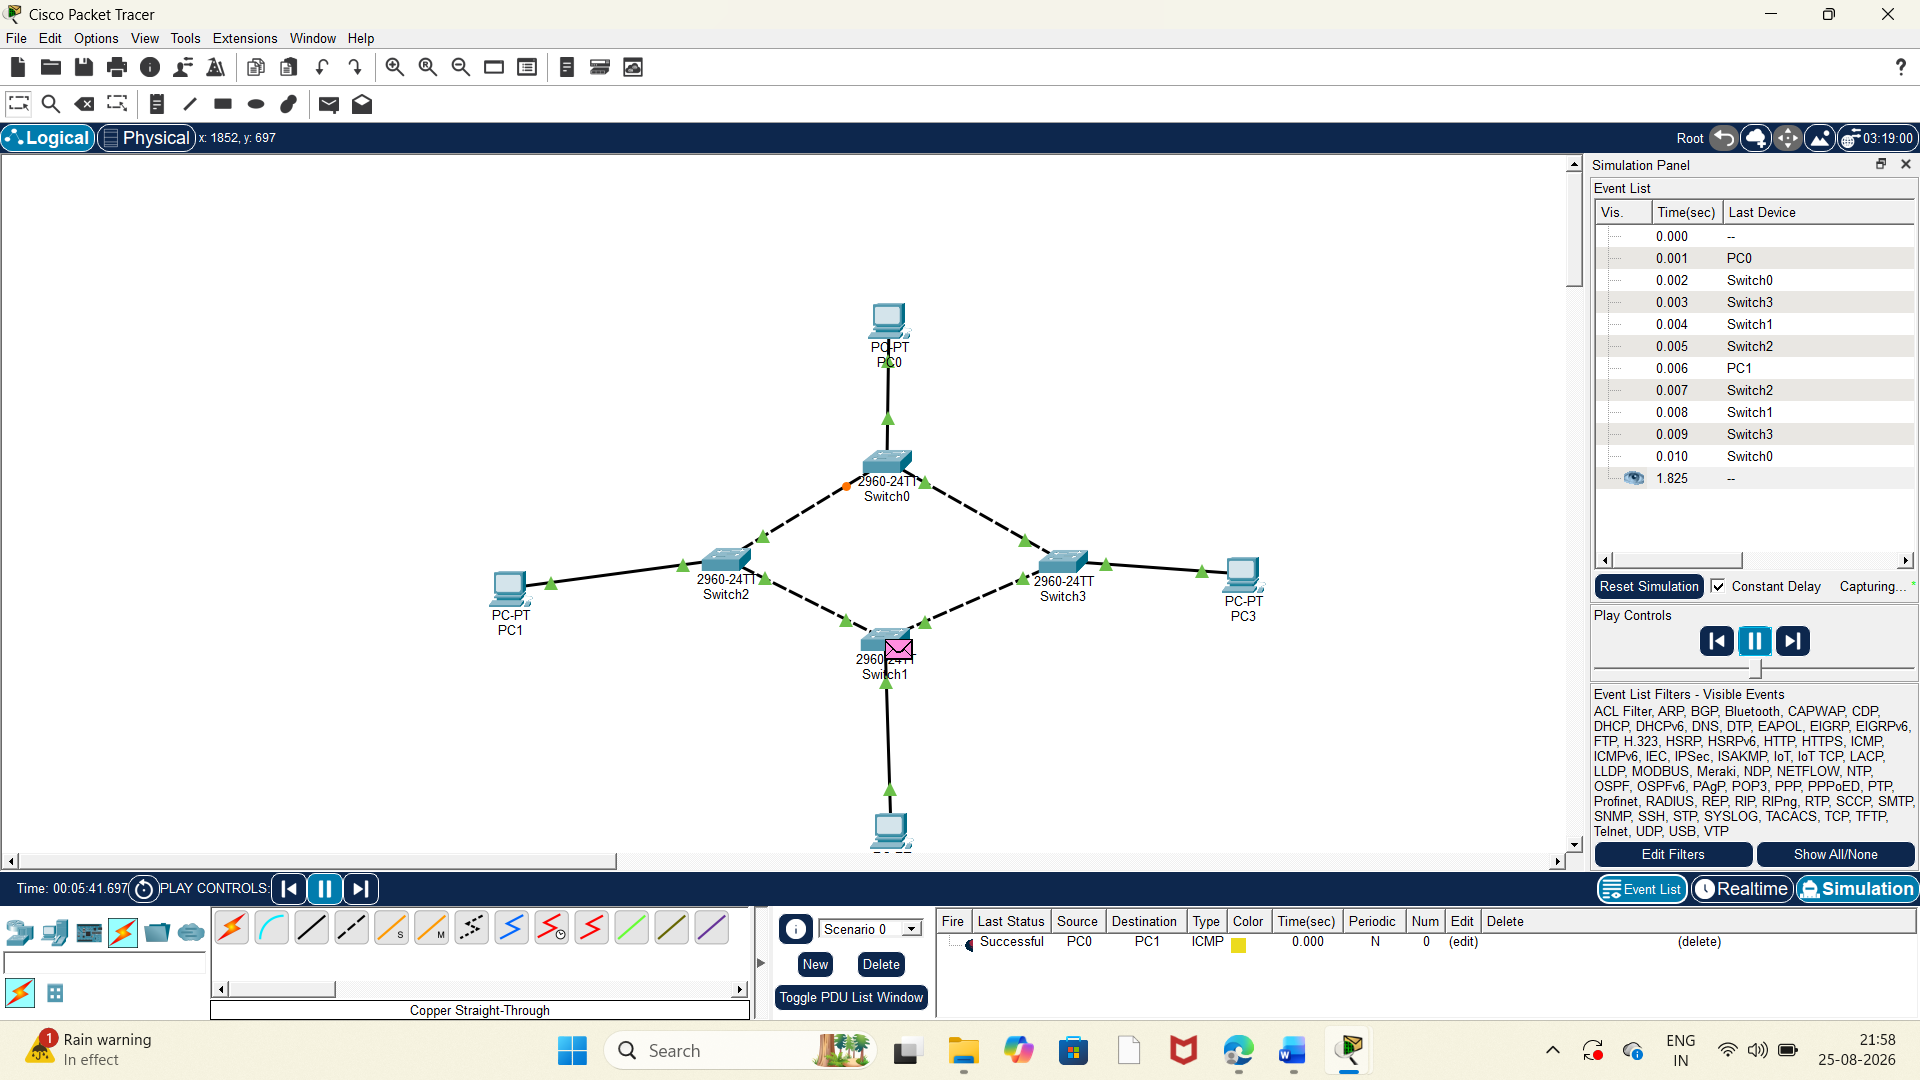 Cisco Packet Tracer
File Edit Options View Tools Extensions Window Help
?
Logical Physical x: 1852, y: 697
Root 03:19:00
Simulation Panel
Event List
Vis. Time(sec) Last Device
0.000 --
0.001 PC0
0.002 Switch0
0.003 Switch3
0.004 Switch1
0.005 Switch2
0.006 PC1
0.007 Switch2
0.008 Switch1
0.009 Switch3
0.010 Switch0
1.825 --
Reset Simulation Constant Delay Capturing...
Play Controls
Event List Filters - Visible Events
ACL Filter, ARP, BGP, Bluetooth, CAPWAP, CDP,
DHCP, DHCPv6, DNS, DTP, EAPOL, EIGRP, EIGRPv6,
FTP, H.323, HSRP, HSRPv6, HTTP, HTTPS, ICMP,
ICMPv6, IEC, IPSec, ISAKMP, IoT, IoT TCP, LACP,
LLDP, MODBUS, Meraki, NDP, NETFLOW, NTP,
OSPF, OSPFv6, PAgP, POP3, PPP, PPPoED, PTP,
Profinet, RADIUS, REP, RIP, RIPng, RTP, SCCP, SMTP,
SNMP, SSH, STP, SYSLOG, TACACS, TCP, TFTP,
Telnet, UDP, USB, VTP
Edit Filters Show All/None
Event List Realtime Simulation
PC-PT
PC0
2960-24TT
Switch0
2960-24TT
Switch2
2960-24TT
Switch3
PC-PT
PC1
PC-PT
PC3
2960-24TT
Switch1
Time: 00:05:41.697 PLAY CONTROLS:
S M
Copper Straight-Through
Scenario 0
New Delete
Toggle PDU List Window
Fire Last Status Source Destination Type Color Time(sec) Periodic Num Edit Delete
Successful PC0 PC1 ICMP 0.000 N 0 (edit) (delete)
1
Rain warning
In effect
Search
ENG
IN
21:58
25-08-2026